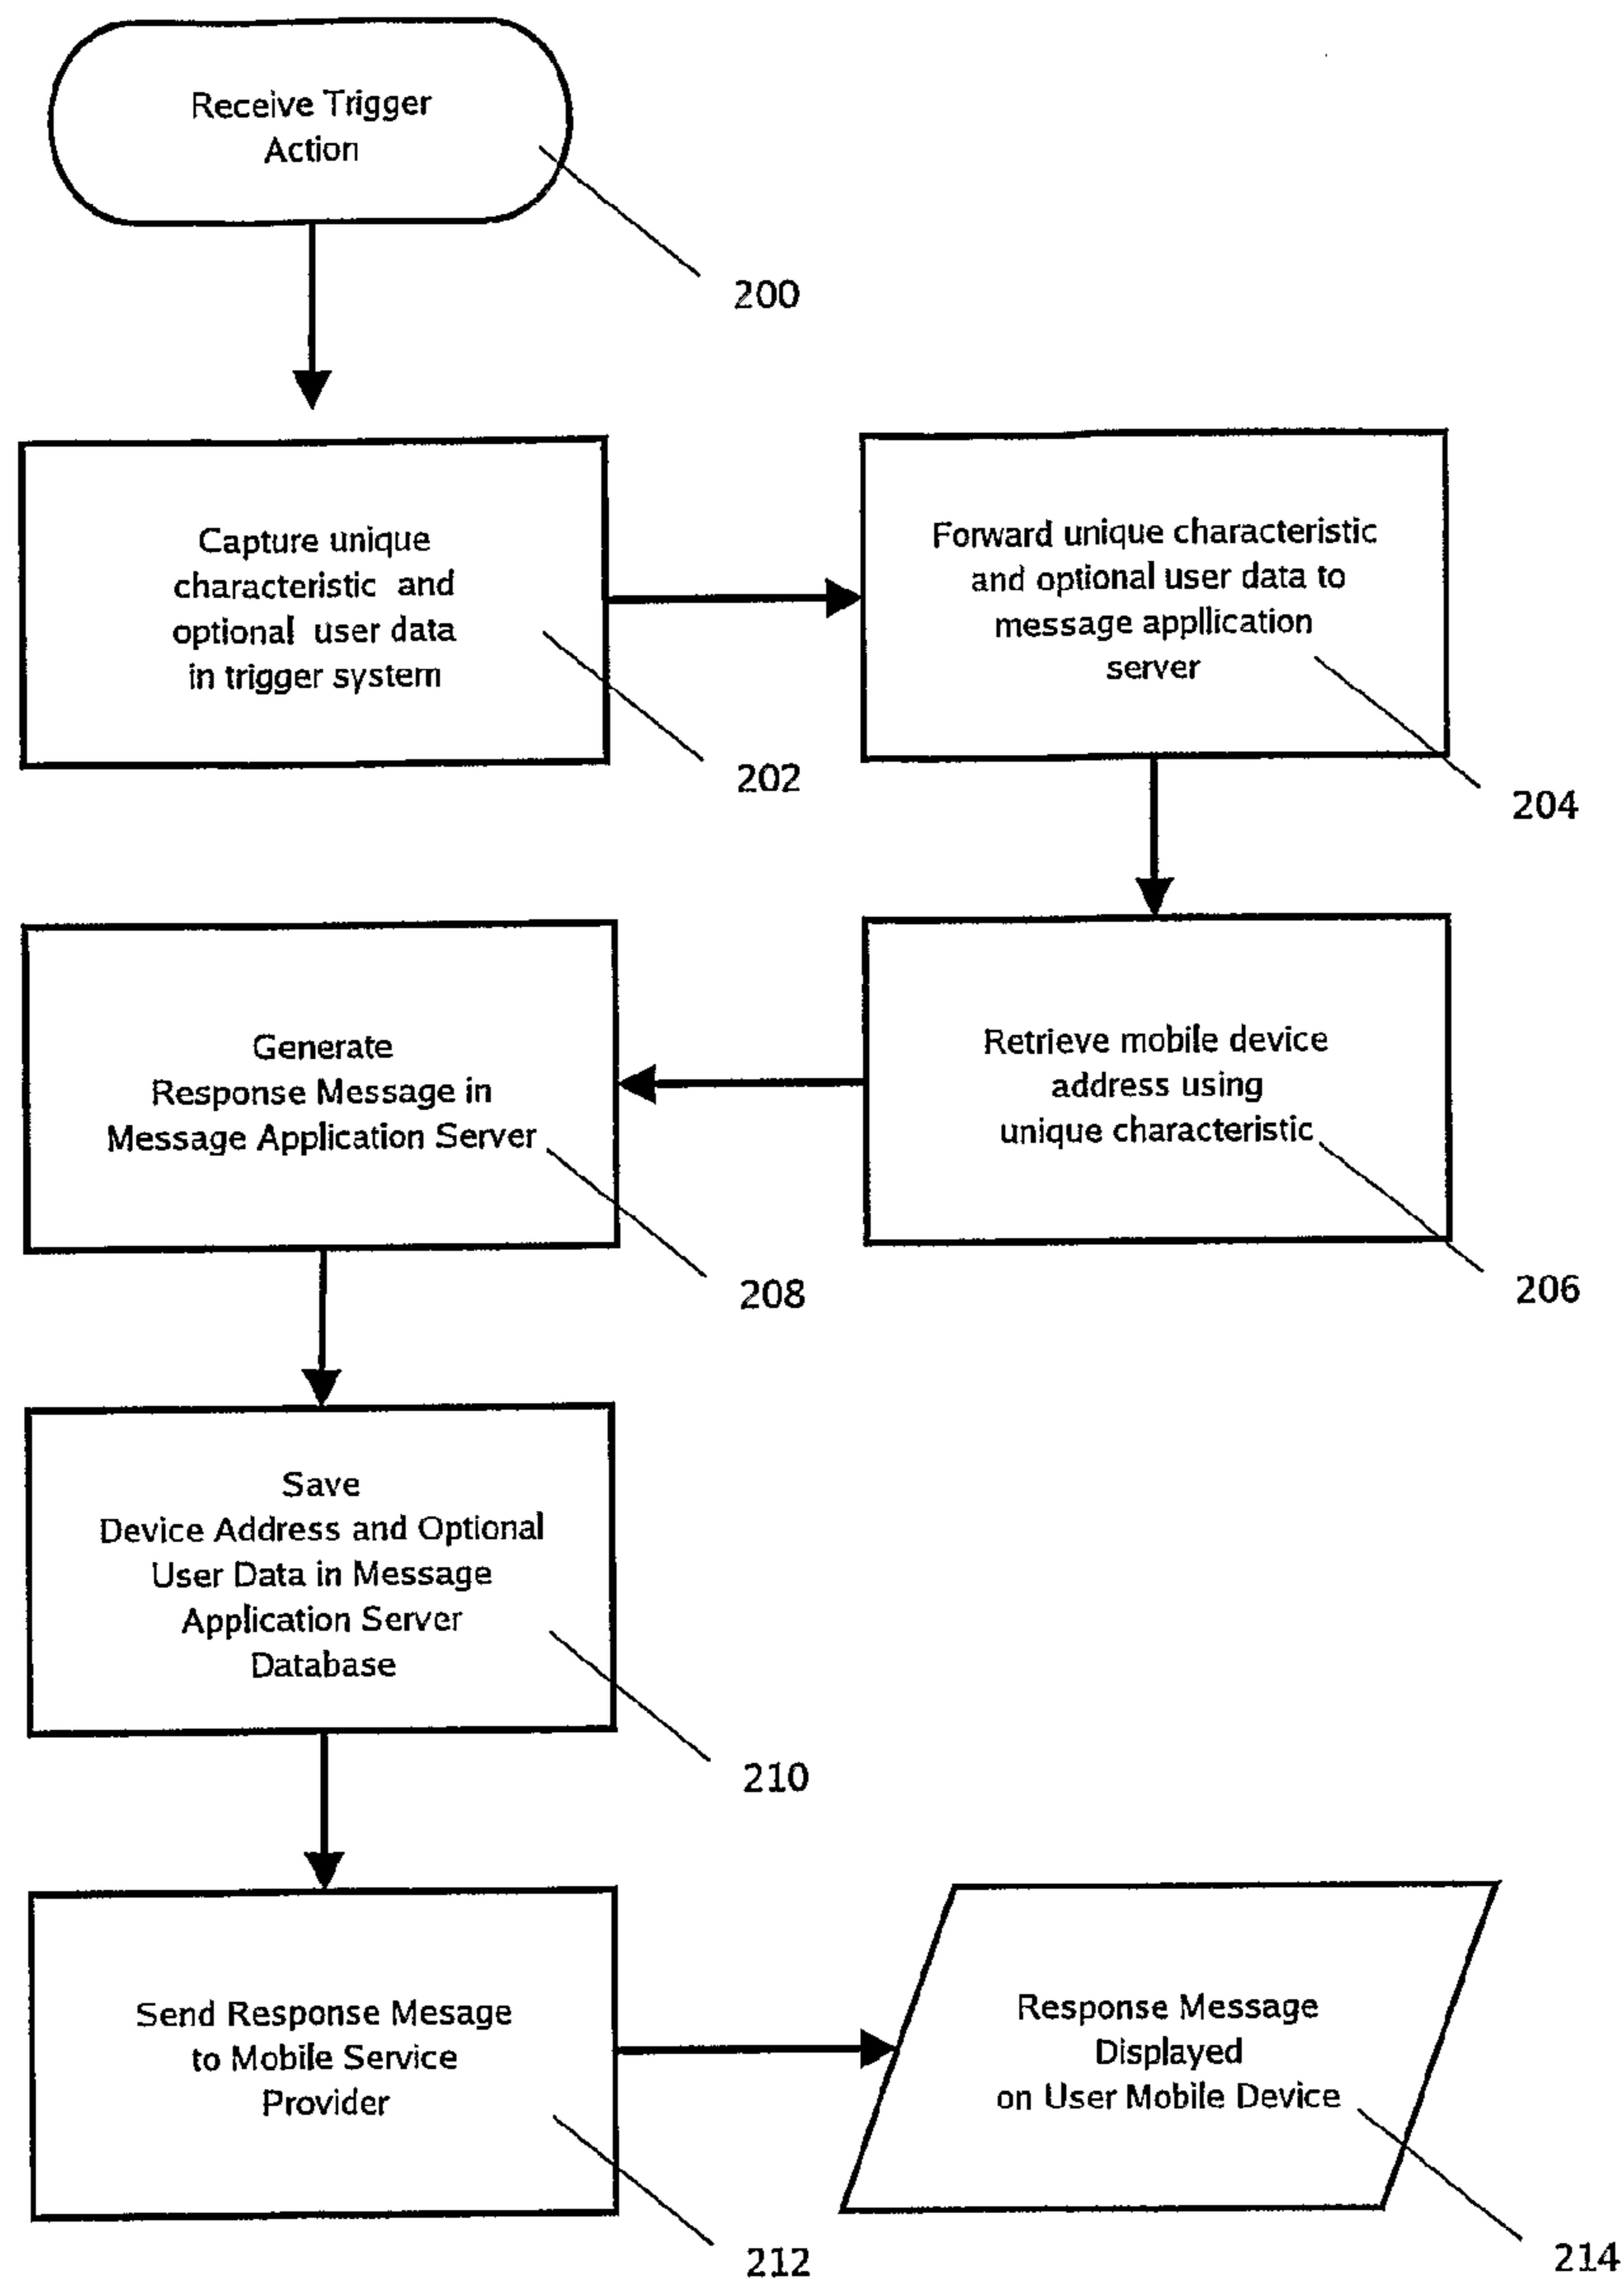 Receive Trigger
Action
200
Capture unique
characteristic and
optional user data
in trigger system
202
Forward unique characteristic
and optional user data to
message appllication
server
204
Retrieve mobile device
address using
unique characteristic
206
Generate
Response Message in
Message Application Server
208
Save
Device Address and Optional
User Data in Message
Application Server
Database
210
Send Response Mesage
to Mobile Service
Provider
212
Response Message
Displayed
on User Mobile Device
214